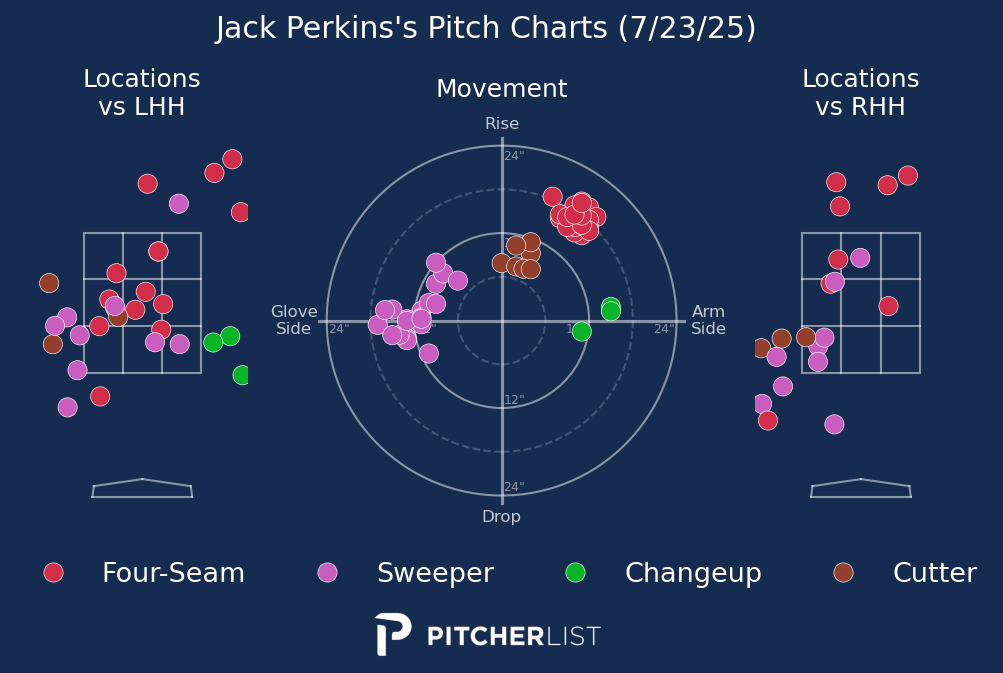 Jack Perkins's Pitch Charts (7/23/25)
Locations
vs LHH
Movement
Locations
vs RHH
Rise
24"
Glove
Side
24"
24"
Arm
Side
12"
24"
Drop
Four-Seam
Sweeper
Changeup
Cutter
PITCHERLIST